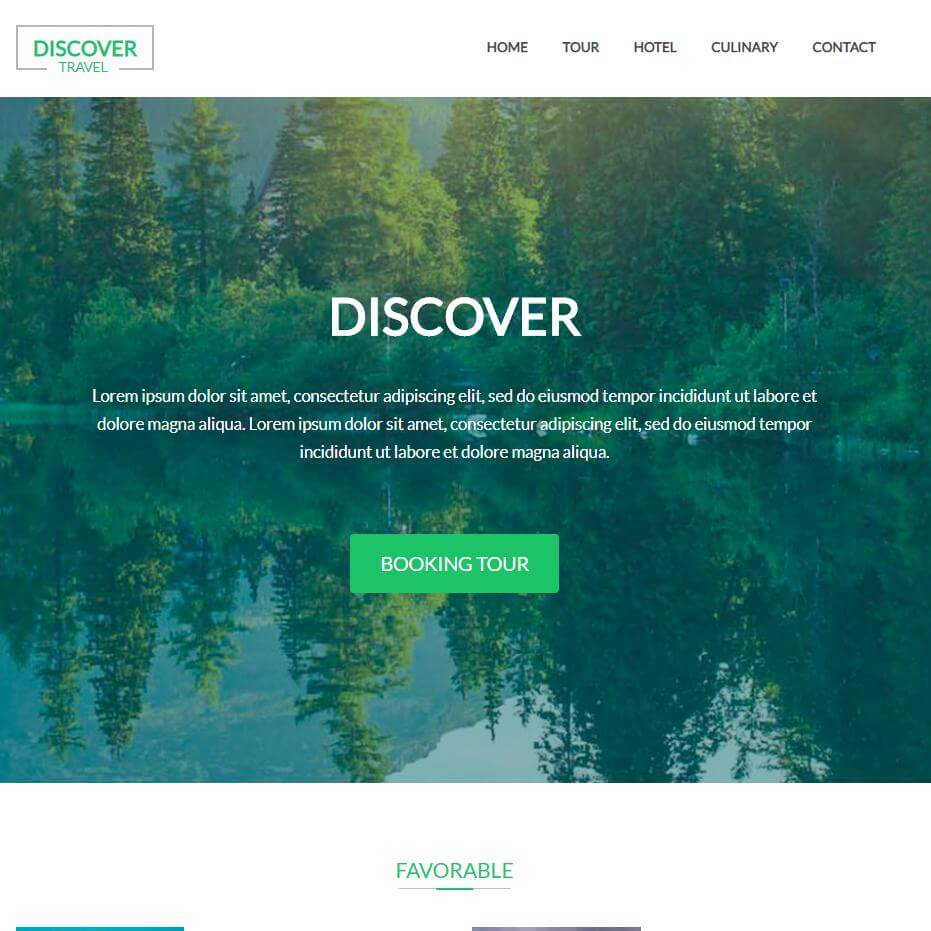 DISCOVER
TRAVEL
HOME TOUR HOTEL CULINARY CONTACT
DISCOVER
Lorem ipsum dolor sit amet, consectetur adipiscing elit, sed do eiusmod tempor incididunt ut labore et
dolore magna aliqua. Lorem ipsum dolor sit amet, consectetur adipiscing elit, sed do eiusmod tempor
incididunt ut labore et dolore magna aliqua.
BOOKING TOUR
FAVORABLE